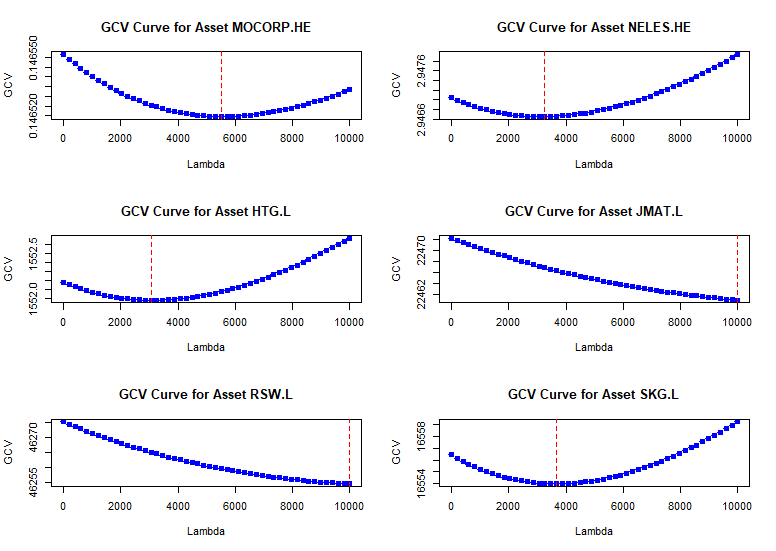 GCV Curve for Asset MOCORP.HE
GCV
0.146520 0.146550
0 2000 4000 6000 8000 10000
Lambda
GCV Curve for Asset NELES.HE
GCV
2.9466 2.9476
0 2000 4000 6000 8000 10000
Lambda
GCV Curve for Asset HTG.L
GCV
1552.0 1552.5
0 2000 4000 6000 8000 10000
Lambda
GCV Curve for Asset JMAT.L
GCV
22462 22470
0 2000 4000 6000 8000 10000
Lambda
GCV Curve for Asset RSW.L
GCV
46255 46270
0 2000 4000 6000 8000 10000
Lambda
GCV Curve for Asset SKG.L
GCV
16554 16558
0 2000 4000 6000 8000 10000
Lambda